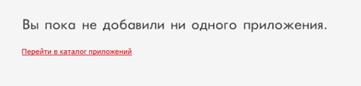 Вы пока не добавили ни одного приложения.
Перейти в каталог приложений